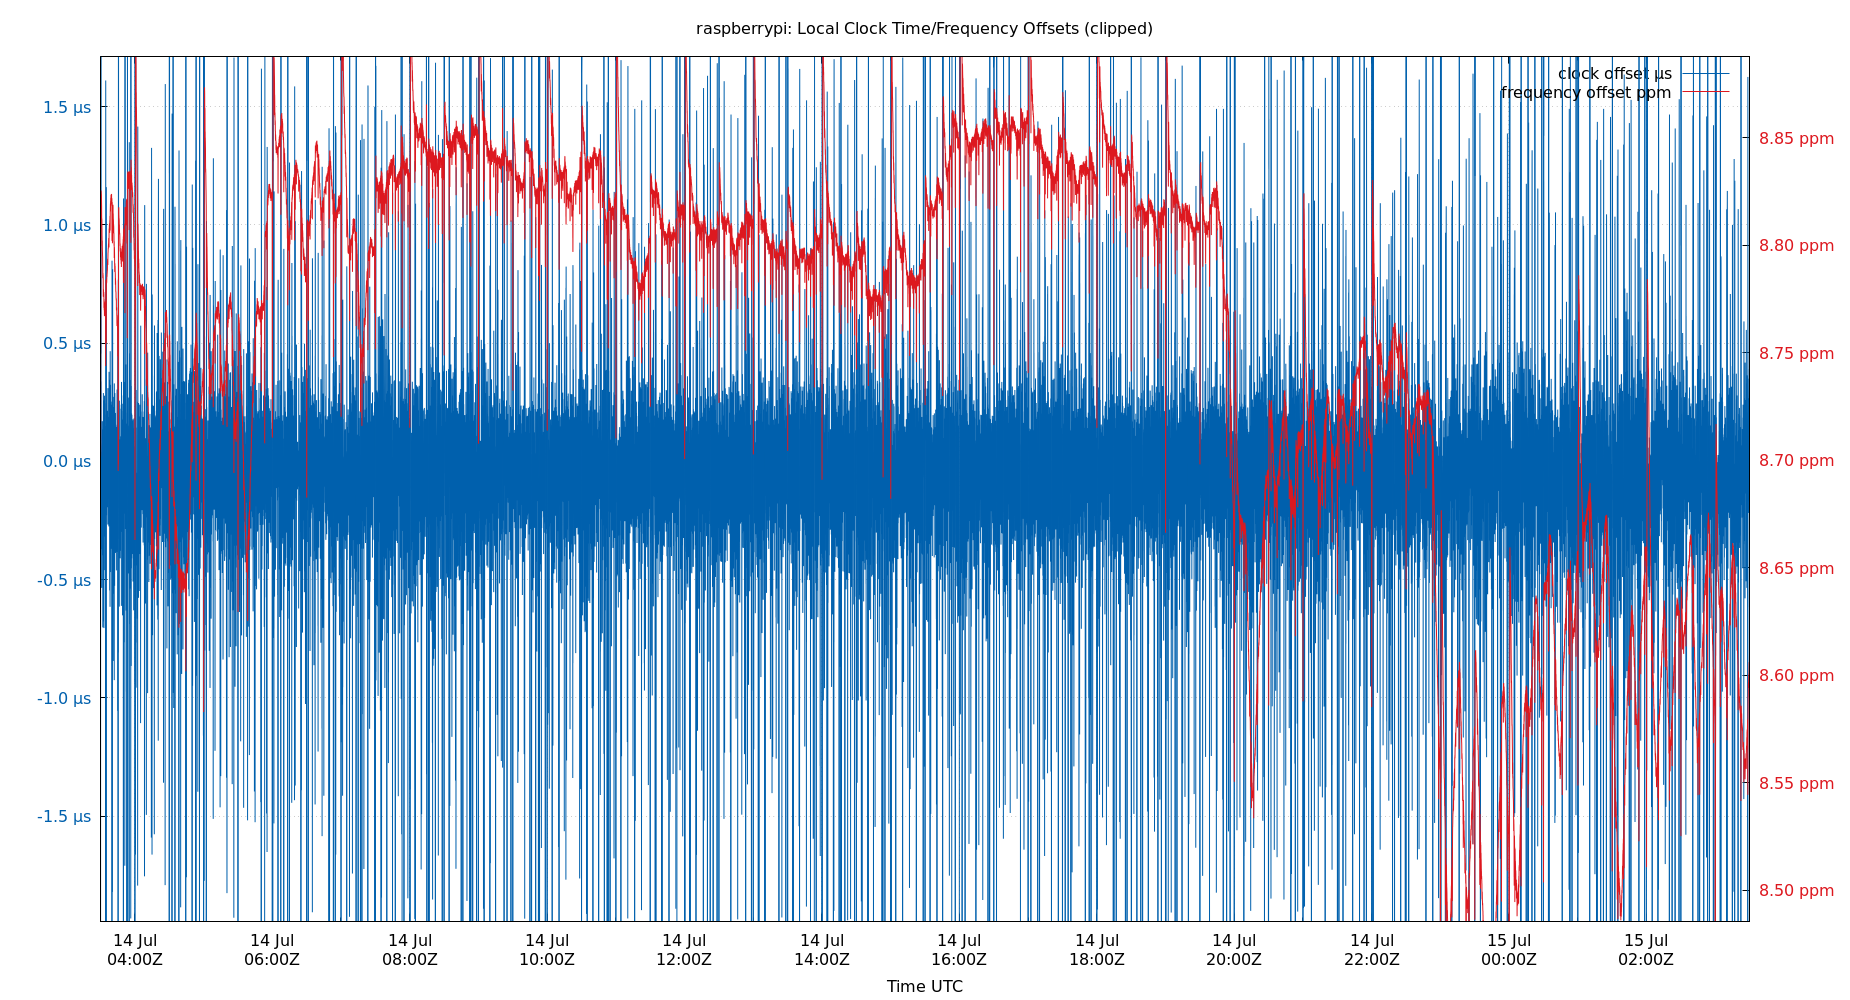 raspberrypi: Local Clock Time/Frequency Offsets (clipped)
clock offset µs
frequency offset ppm
1.5 µs
1.0 µs
0.5 µs
0.0 µs
-0.5 µs
-1.0 µs
-1.5 µs
8.85 ppm
8.80 ppm
8.75 ppm
8.70 ppm
8.65 ppm
8.60 ppm
8.55 ppm
8.50 ppm
14 Jul 14 Jul 14 Jul 14 Jul 14 Jul 14 Jul 14 Jul 14 Jul 14 Jul 14 Jul 15 Jul 15 Jul
04:00Z 06:00Z 08:00Z 10:00Z 12:00Z 14:00Z 16:00Z 18:00Z 20:00Z 22:00Z 00:00Z 02:00Z
Time UTC